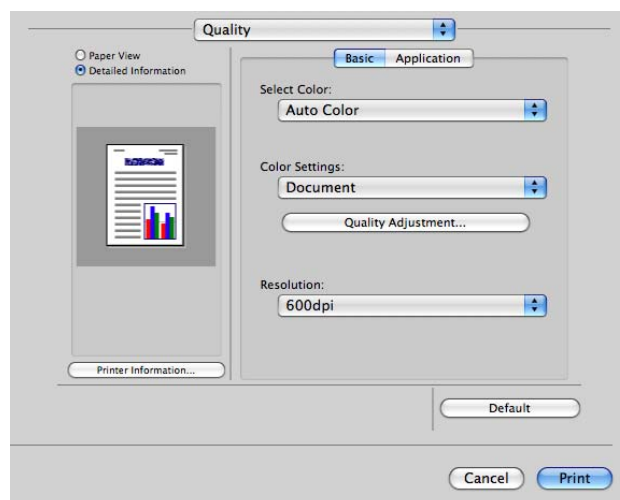 Quality
Paper View
Detailed Information
Printer Information...
Basic Application
Select Color:
Auto Color
Color Settings:
Document
Quality Adjustment...
Resolution:
600dpi
Default
Cancel Print